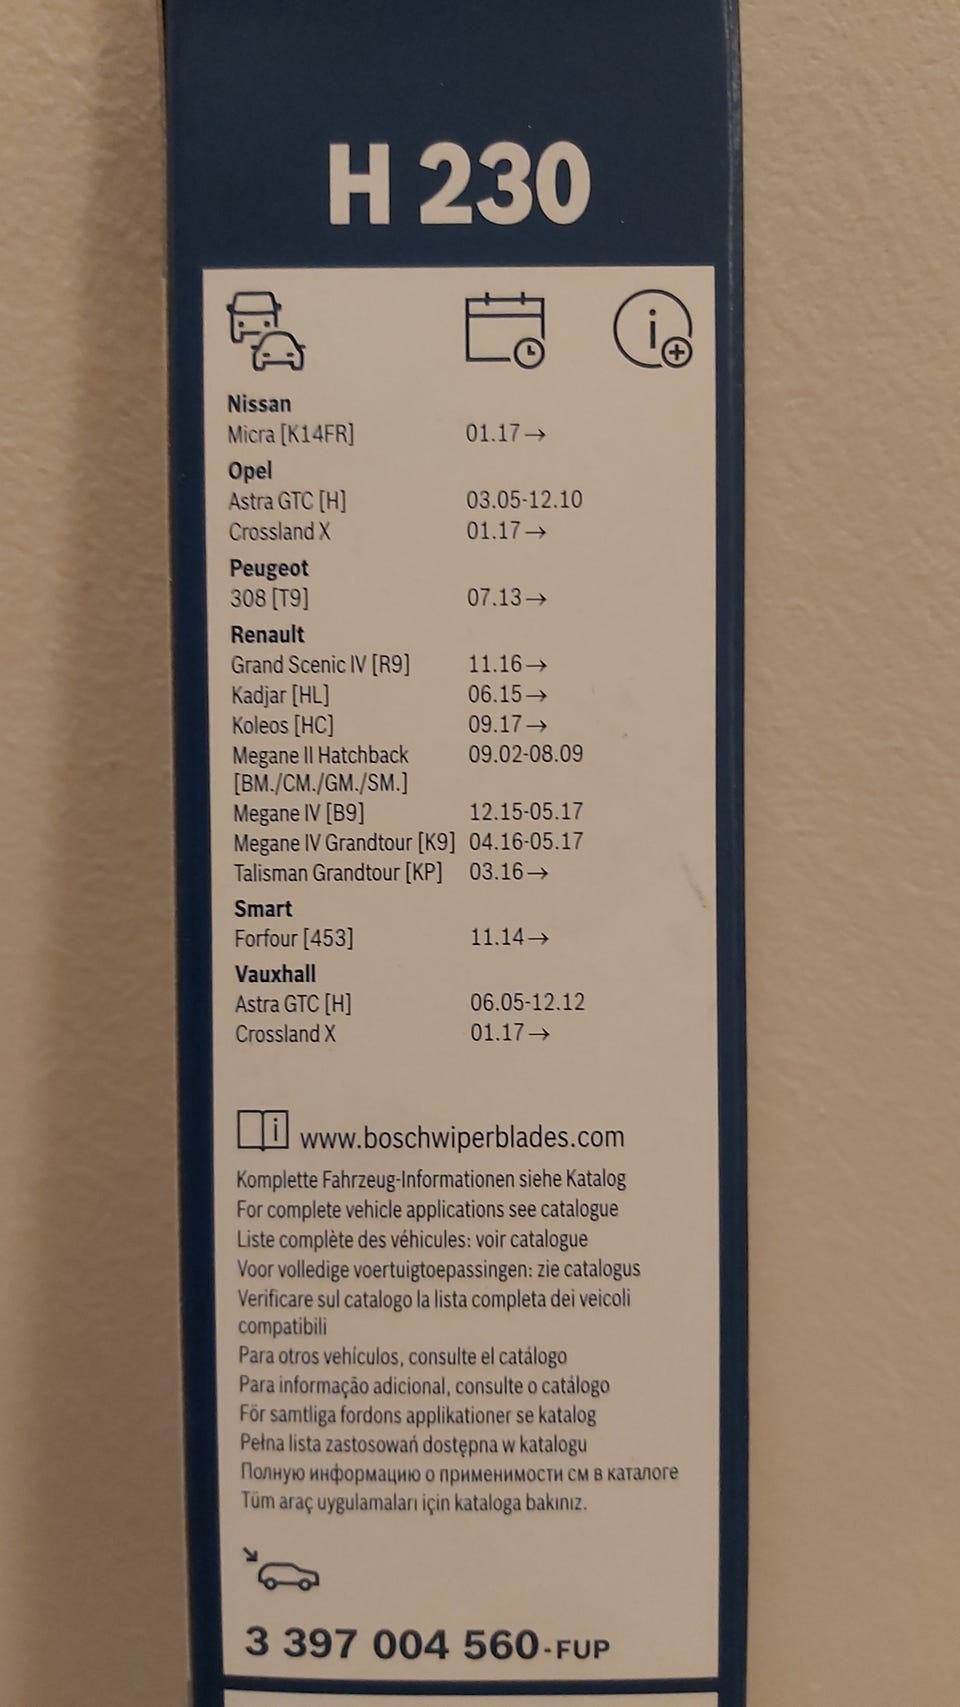 H 230
Nissan
Micra [K14FR] 01.17→
Opel
Astra GTC [H] 03.05-12.10
Crossland X 01.17→
Peugeot
308 [T9] 07.13→
Renault
Grand Scenic IV [R9] 11.16→
Kadjar [HL] 06.15→
Koleos [HC] 09.17→
Megane II Hatchback 09.02-08.09
[BM./CM./GM./SM.]
Megane IV [B9] 12.15-05.17
Megane IV Grandtour [K9] 04.16-05.17
Talisman Grandtour [KP] 03.16→
Smart
Forfour [453] 11.14→
Vauxhall
Astra GTC [H] 06.05-12.12
Crossland X 01.17→
www.boschwiperblades.com
Komplette Fahrzeug-Informationen siehe Katalog
For complete vehicle applications see catalogue
Liste complète des véhicules: voir catalogue
Voor volledige voertuigtoepassingen: zie catalogus
Verificare sul catalogo la lista completa dei veicoli
compatibili
Para otros vehículos, consulte el catálogo
Para informação adicional, consulte o catálogo
För samtliga fordons applikationer se katalog
Pełna lista zastosowań dostępna w katalogu
Полную информацию о применимости см в каталоге
Tüm araç uygulamaları için kataloga bakınız.
3 397 004 560-FUP